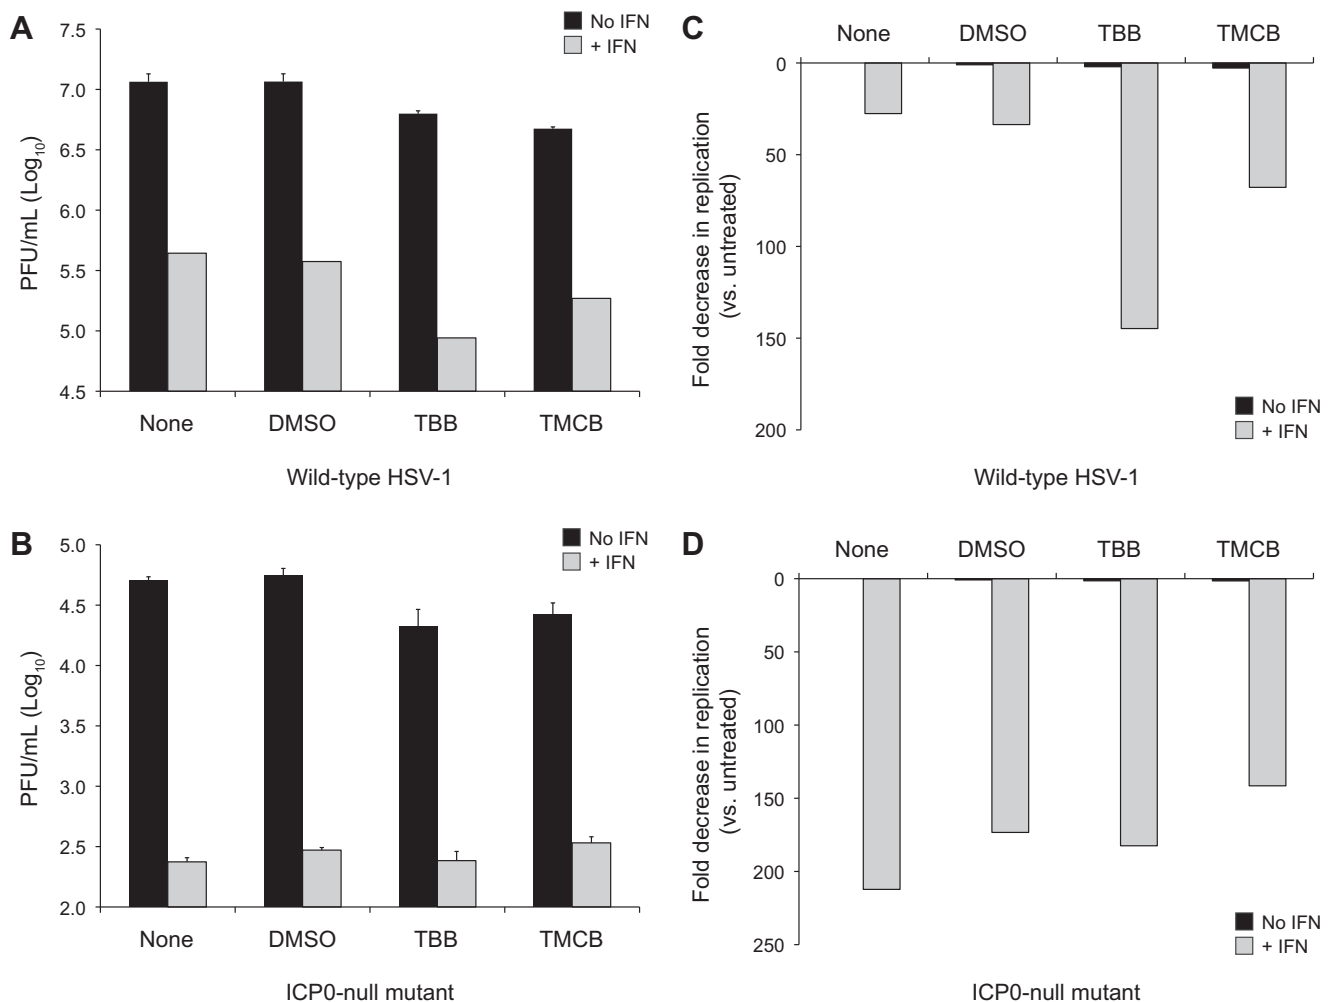 A
No IFN
+ IFN
7.5
7.0
6.5
6.0
5.5
5.0
4.5
PFU/mL (Log10)
None DMSO TBB TMCB
Wild-type HSV-1
C
None DMSO TBB TMCB
0
50
100
150
200
Fold decrease in replication
(vs. untreated)
No IFN
+ IFN
Wild-type HSV-1
B
No IFN
+ IFN
5.0
4.5
4.0
3.5
3.0
2.5
2.0
PFU/mL (Log10)
None DMSO TBB TMCB
ICP0-null mutant
D
None DMSO TBB TMCB
0
50
100
150
200
250
Fold decrease in replication
(vs. untreated)
No IFN
+ IFN
ICP0-null mutant